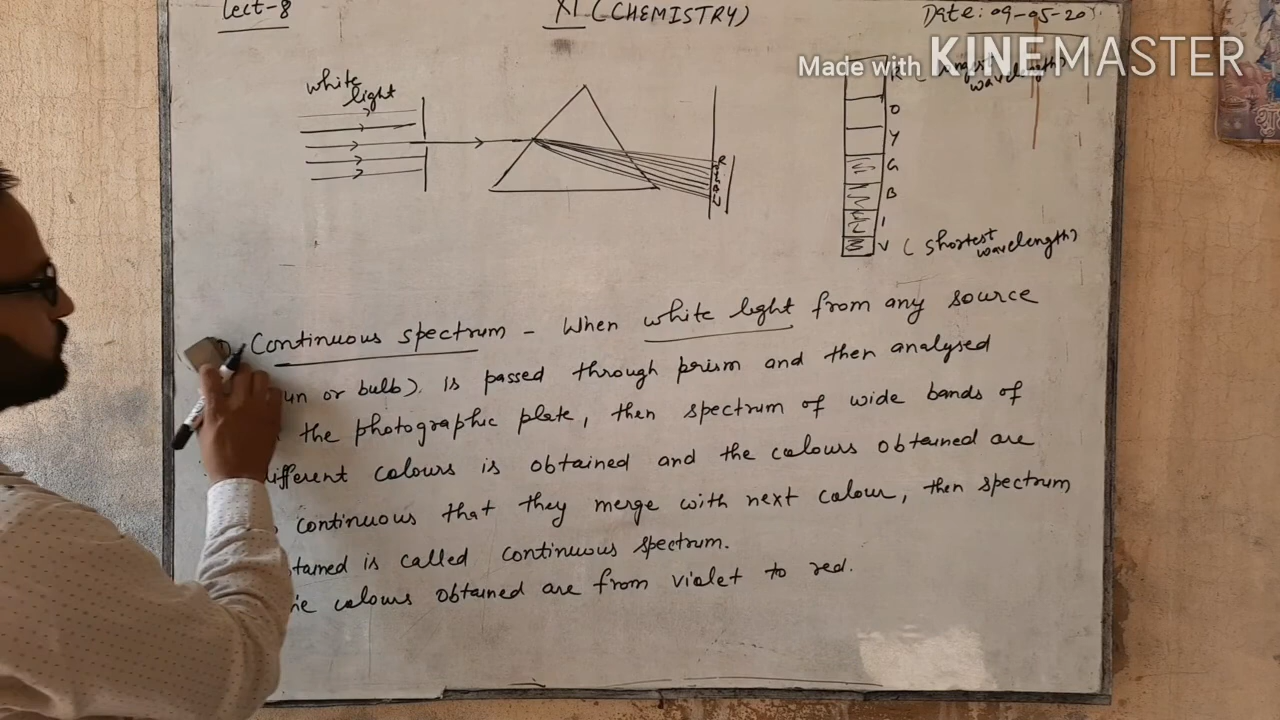 Lect-8
XI (CHEMISTRY)
Date: 09-05-20
Made with KINEMASTER
white light
R (longest wavelength)
O
Y
G
B
I
V (shortest wavelength)
R
Continuous spectrum - When white light from any source
un or bulb). is passed through prism and then analysed
the photographic plate, then spectrum of wide bands of
ifferent colours is obtained and the colours obtained are
continuous that they merge with next colour, then spectrum
tained is called continuous spectrum.
colours obtained are from violet to red.